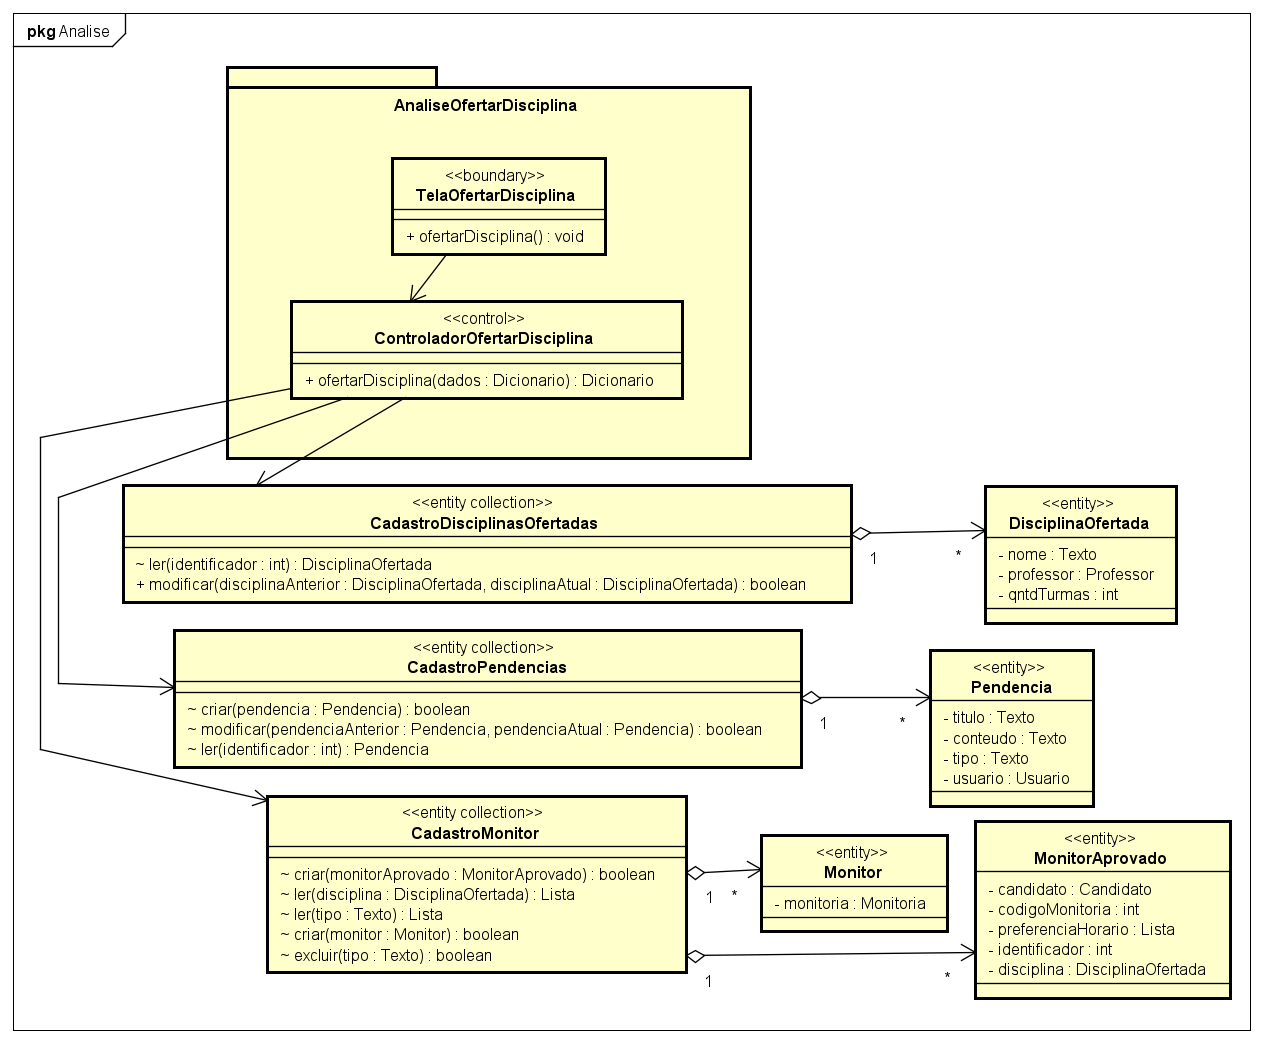 pkg Analise
AnaliseOfertarDisciplina
<<boundary>>
TelaOfertarDisciplina
+ ofertarDisciplina() : void
<<control>>
ControladorOfertarDisciplina
+ ofertarDisciplina(dados : Dicionario) : Dicionario
<<entity collection>>
CadastroDisciplinasOfertadas
~ ler(identificador : int) : DisciplinaOfertada
+ modificar(disciplinaAnterior : DisciplinaOfertada, disciplinaAtual : DisciplinaOfertada) : boolean
1
*
<<entity>>
DisciplinaOfertada
- nome : Texto
- professor : Professor
- qntdTurmas : int
<<entity collection>>
CadastroPendencias
~ criar(pendencia : Pendencia) : boolean
~ modificar(pendenciaAnterior : Pendencia, pendenciaAtual : Pendencia) : boolean
~ ler(identificador : int) : Pendencia
1
*
<<entity>>
Pendencia
- titulo : Texto
- conteudo : Texto
- tipo : Texto
- usuario : Usuario
<<entity collection>>
CadastroMonitor
~ criar(monitorAprovado : MonitorAprovado) : boolean
~ ler(disciplina : DisciplinaOfertada) : Lista
~ ler(tipo : Texto) : Lista
~ criar(monitor : Monitor) : boolean
~ excluir(tipo : Texto) : boolean
1
*
<<entity>>
Monitor
- monitoria : Monitoria
1
*
<<entity>>
MonitorAprovado
- candidato : Candidato
- codigoMonitoria : int
- preferenciaHorario : Lista
- identificador : int
- disciplina : DisciplinaOfertada